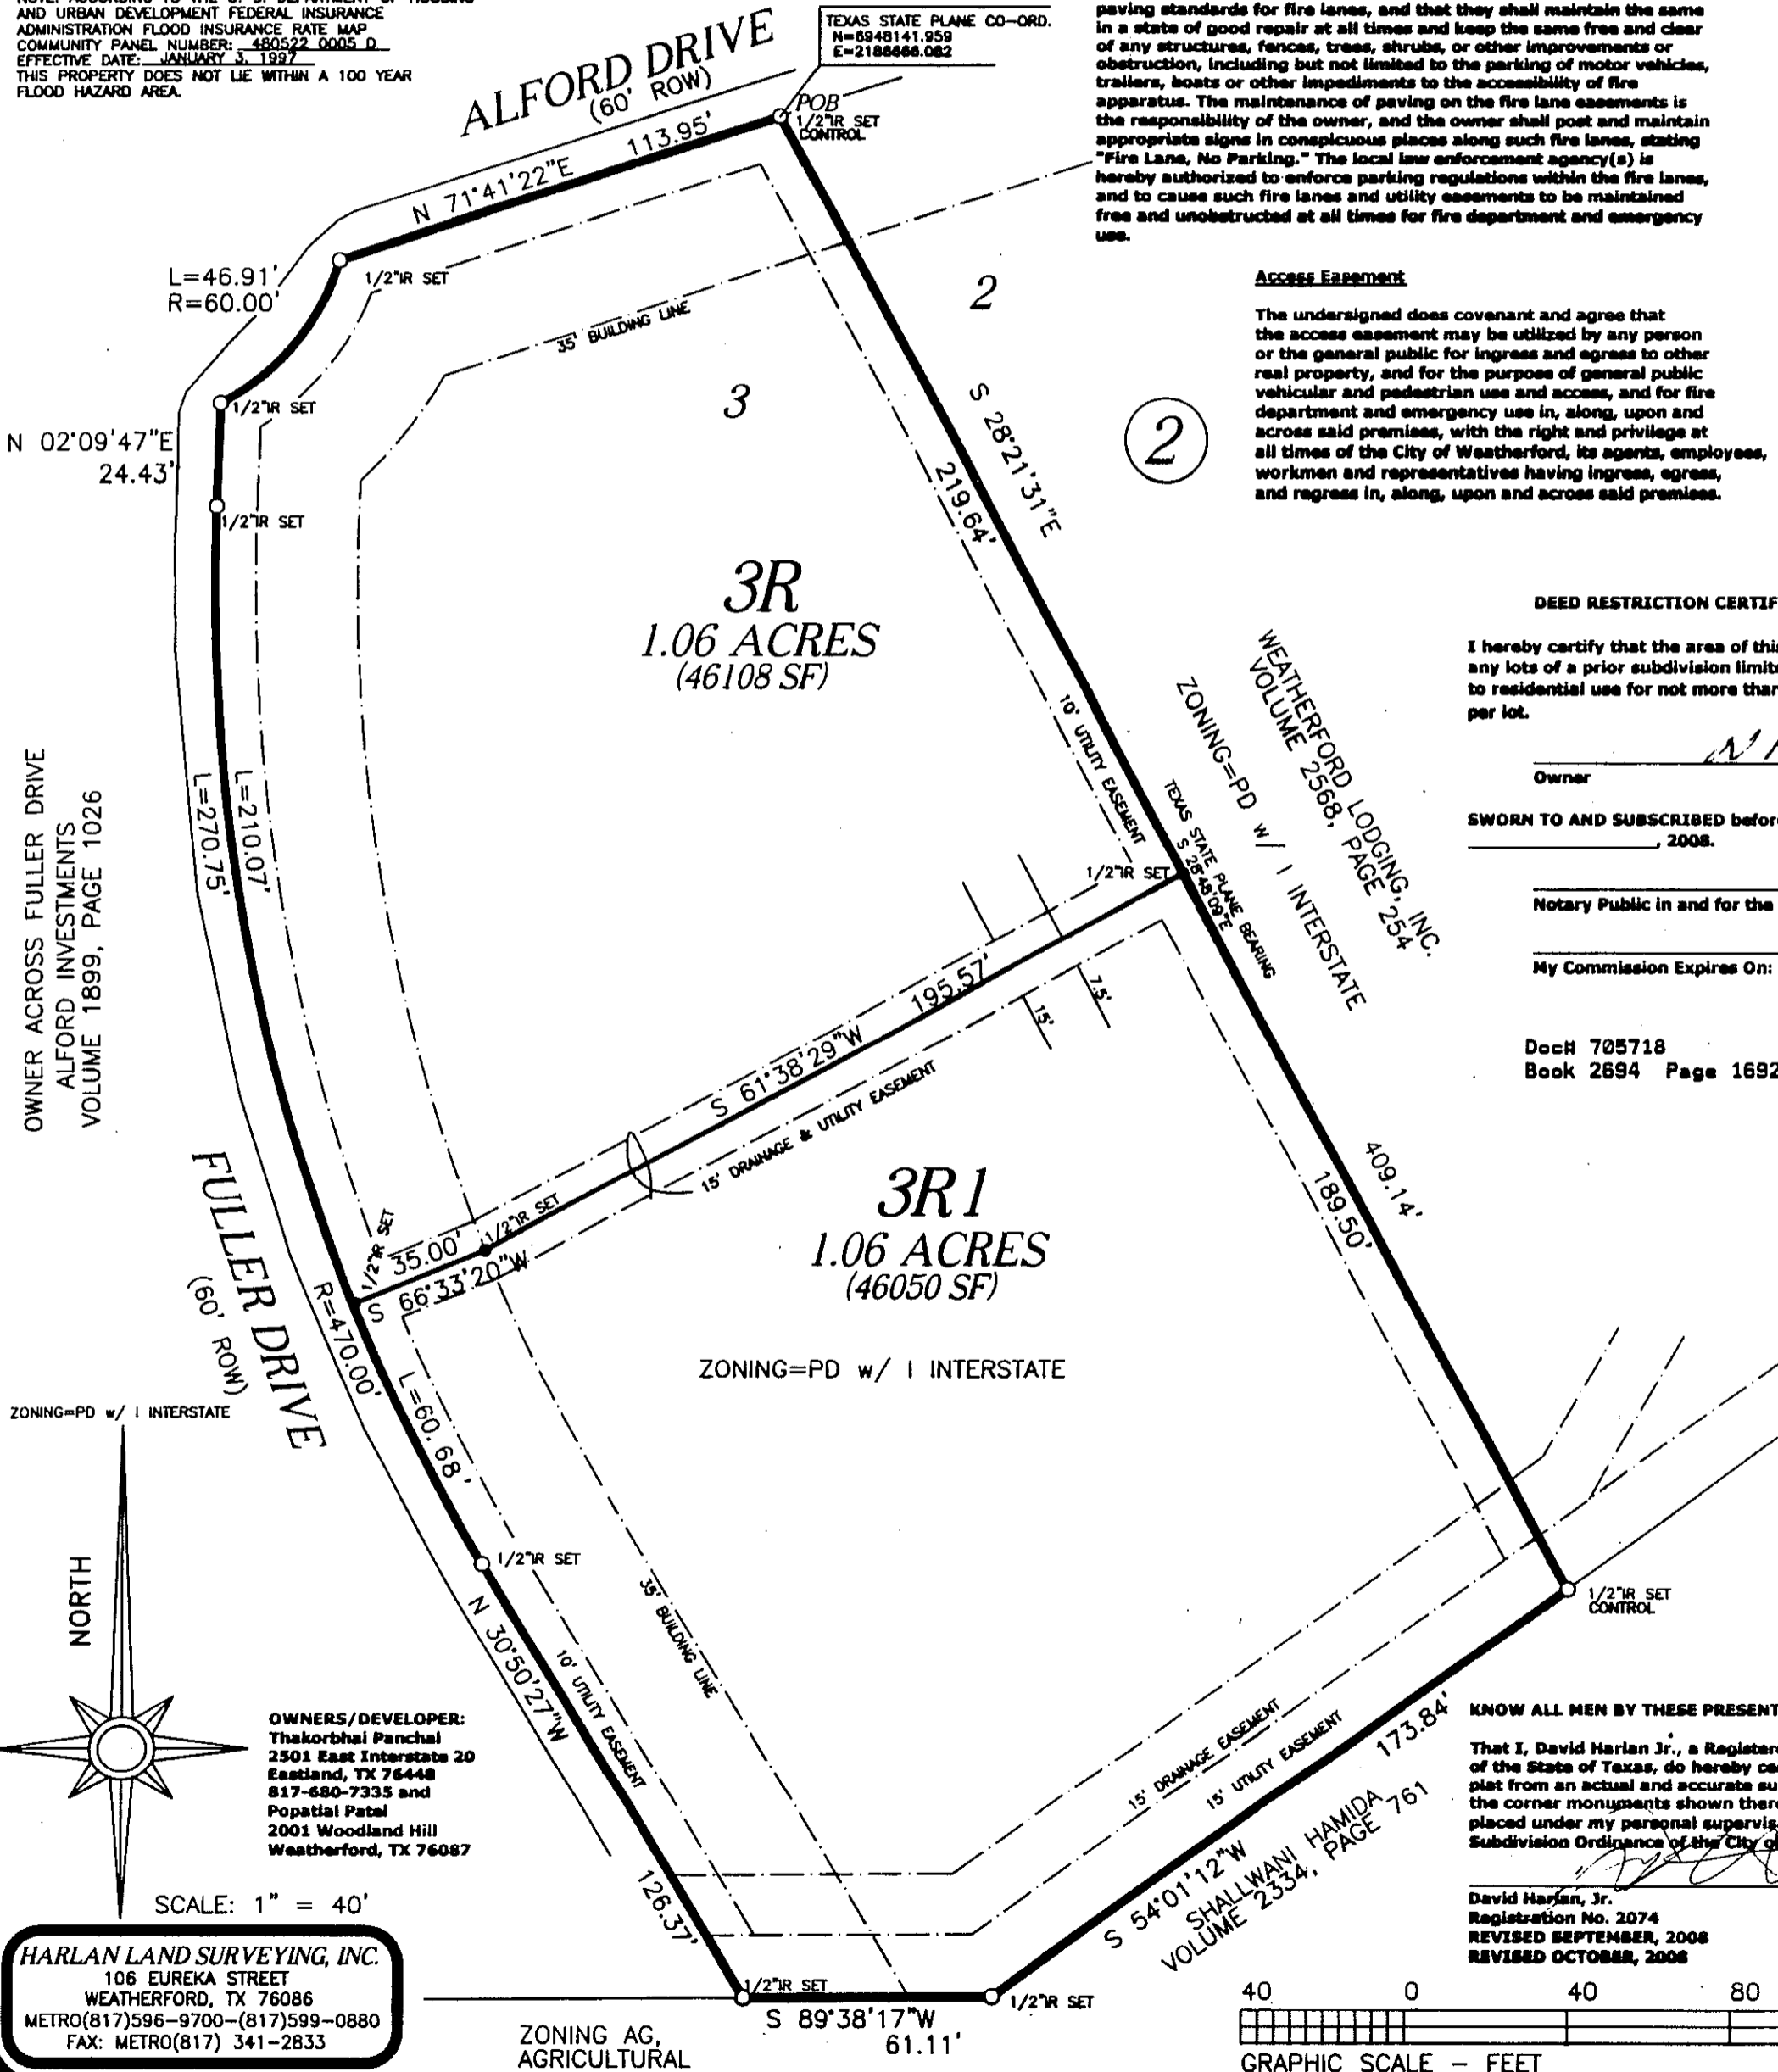 AND URBAN DEVELOPMENT FEDERAL INSURANCE
ADMINISTRATION FLOOD INSURANCE RATE MAP
COMMUNITY PANEL NUMBER: 480522 0005 D
EFFECTIVE DATE: JANUARY 3, 1997
THIS PROPERTY DOES NOT LIE WITHIN A 100 YEAR
FLOOD HAZARD AREA.
TEXAS STATE PLANE CO-ORD.
N=6948141.959
E=2186666.062
paving standards for fire lanes, and that they shall maintain the same
in a state of good repair at all times and keep the same free and clear
of any structures, fences, trees, shrubs, or other improvements or
obstruction, including but not limited to the parking of motor vehicles,
trailers, boats or other impediments to the accessibility of fire
apparatus. The maintenance of paving on the fire lane easements is
the responsibility of the owner, and the owner shall post and maintain
appropriate signs in conspicuous places along such fire lanes, stating
"Fire Lane, No Parking." The local law enforcement agency(s) is
hereby authorized to enforce parking regulations within the fire lanes,
and to cause such fire lanes and utility easements to be maintained
free and unobstructed at all times for fire department and emergency
use.
Access Easement
The undersigned does covenant and agree that
the access easement may be utilized by any person
or the general public for ingress and egress to other
real property, and for the purpose of general public
vehicular and pedestrian use and access, and for fire
department and emergency use in, along, upon and
across said premises, with the right and privilege at
all times of the City of Weatherford, its agents, employees,
workmen and representatives having ingress, egress,
and regress in, along, upon and across said premises.
ALFORD DRIVE
(60' ROW)
N 71°41'22"E 113.95'
POB
1/2"IR SET
CONTROL
L=46.91'
R=60.00'
1/2"IR SET
35' BUILDING LINE
2
3
2
1/2"IR SET
N 02°09'47"E
24.43'
1/2"IR SET
S 28°21'31"E
219.64'
3R
1.06 ACRES
(46108 SF)
10' UTILITY EASEMENT
WEATHERFORD LODGING, INC.
VOLUME 2568, PAGE 254
ZONING=PD w/ I INTERSTATE
TEXAS STATE PLANE BEARING
S 28°48'09"E
1/2"IR SET
DEED RESTRICTION CERTIF
I hereby certify that the area of this
any lots of a prior subdivision limite
to residential use for not more than
per lot.
Owner
SWORN TO AND SUBSCRIBED before
, 2008.
Notary Public in and for the
My Commission Expires On:
Doc# 705718
Book 2694 Page 1692
OWNER ACROSS FULLER DRIVE
ALFORD INVESTMENTS
VOLUME 1899, PAGE 1026
L=270.75'
L=210.07'
S 61°38'29"W 195.57'
7.5'
15'
15' DRAINAGE & UTILITY EASEMENT
1/2"IR SET
1/2"IR SET
35.00'
S 66°33'20"W
FULLER DRIVE
(60' ROW)
R=470.00'
L=60.68'
3R1
1.06 ACRES
(46050 SF)
409.14'
189.50'
ZONING=PD w/ I INTERSTATE
ZONING=PD w/ I INTERSTATE
1/2"IR SET
N 30°50'27"W
126.37'
10' UTILITY EASEMENT
35' BUILDING LINE
1/2"IR SET
CONTROL
NORTH
OWNERS/DEVELOPER:
Thakorbhai Panchal
2501 East Interstate 20
Eastland, TX 76448
817-680-7335 and
Popatlal Patel
2001 Woodland Hill
Weatherford, TX 76087
SCALE: 1" = 40'
HARLAN LAND SURVEYING, INC.
106 EUREKA STREET
WEATHERFORD, TX 76086
METRO(817)596-9700-(817)599-0880
FAX: METRO(817) 341-2833
15' DRAINAGE EASEMENT
15' UTILITY EASEMENT
173.84'
S 54°01'12"W
SHALLWANI HAMIDA
VOLUME 2334, PAGE 761
1/2"IR SET
1/2"IR SET
S 89°38'17"W
61.11'
ZONING AG,
AGRICULTURAL
KNOW ALL MEN BY THESE PRESENT
That I, David Harlan Jr., a Register
of the State of Texas, do hereby ce
plat from an actual and accurate su
the corner monuments shown ther
placed under my personal supervis
Subdivision Ordinance of the City of
David Harlan, Jr.
Registration No. 2074
REVISED SEPTEMBER, 2008
REVISED OCTOBER, 2008
40 0 40 80
GRAPHIC SCALE - FEET